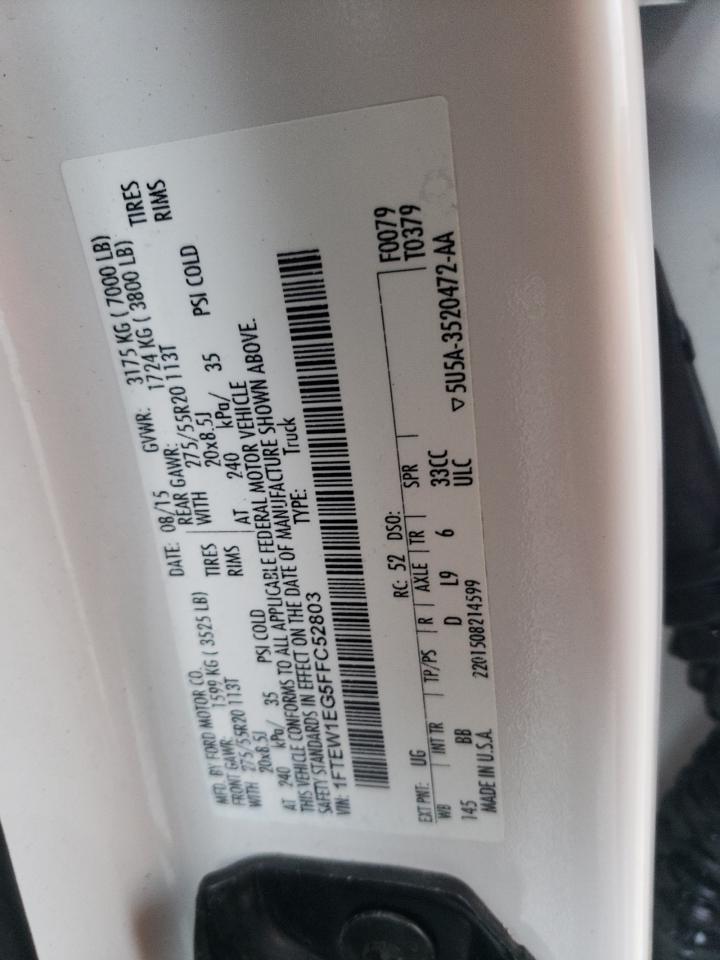 MFD. BY FORD MOTOR CO.
DATE: 08/15 GVWR: 3175 KG ( 7000 LB)
FRONT GAWR: 1599 KG ( 3525 LB) REAR GAWR: 1724 KG ( 3800 LB)
WITH 275/55R20 113T TIRES WITH 275/55R20 113T TIRES
20x8.5J RIMS 20x8.5J RIMS
AT 240 kPa/ 35 PSI COLD AT 240 kPa/ 35 PSI COLD
THIS VEHICLE CONFORMS TO ALL APPLICABLE FEDERAL MOTOR VEHICLE
SAFETY STANDARDS IN EFFECT ON THE DATE OF MANUFACTURE SHOWN ABOVE.
VIN: 1FTEW1EG5FFC52803 TYPE: Truck
EXT PNT: UG RC: 52 DSO: F0079
WB INT TR TP/PS R AXLE TR SPR T0379
145 BB D L9 6 33CC
MADE IN U.S.A. 2201508214599 ULC ▽5U5A-3520472-AA